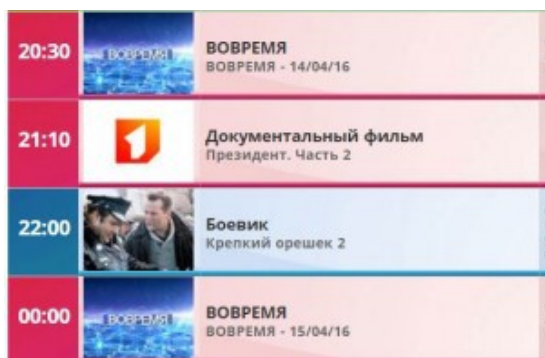 20:30
ВОВРЕМЯ
ВОВРЕМЯ
ВОВРЕМЯ - 14/04/16
21:10
1
Документальный фильм
Президент. Часть 2
22:00
Боевик
Крепкий орешек 2
00:00
ВОВРЕМЯ
ВОВРЕМЯ
ВОВРЕМЯ - 15/04/16